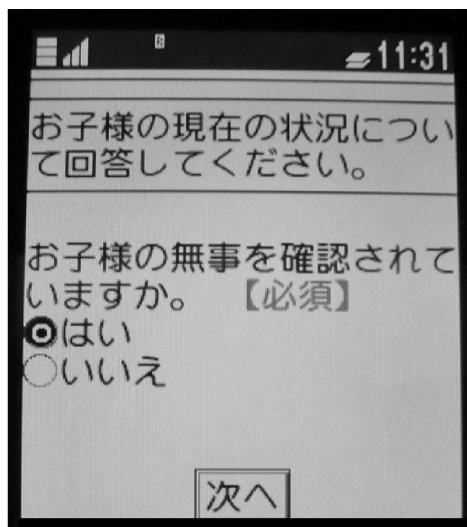 11:31
お子様の現在の状況につい
て回答してください。
お子様の無事を確認されて
いますか。 【必須】
はい
いいえ
次へ